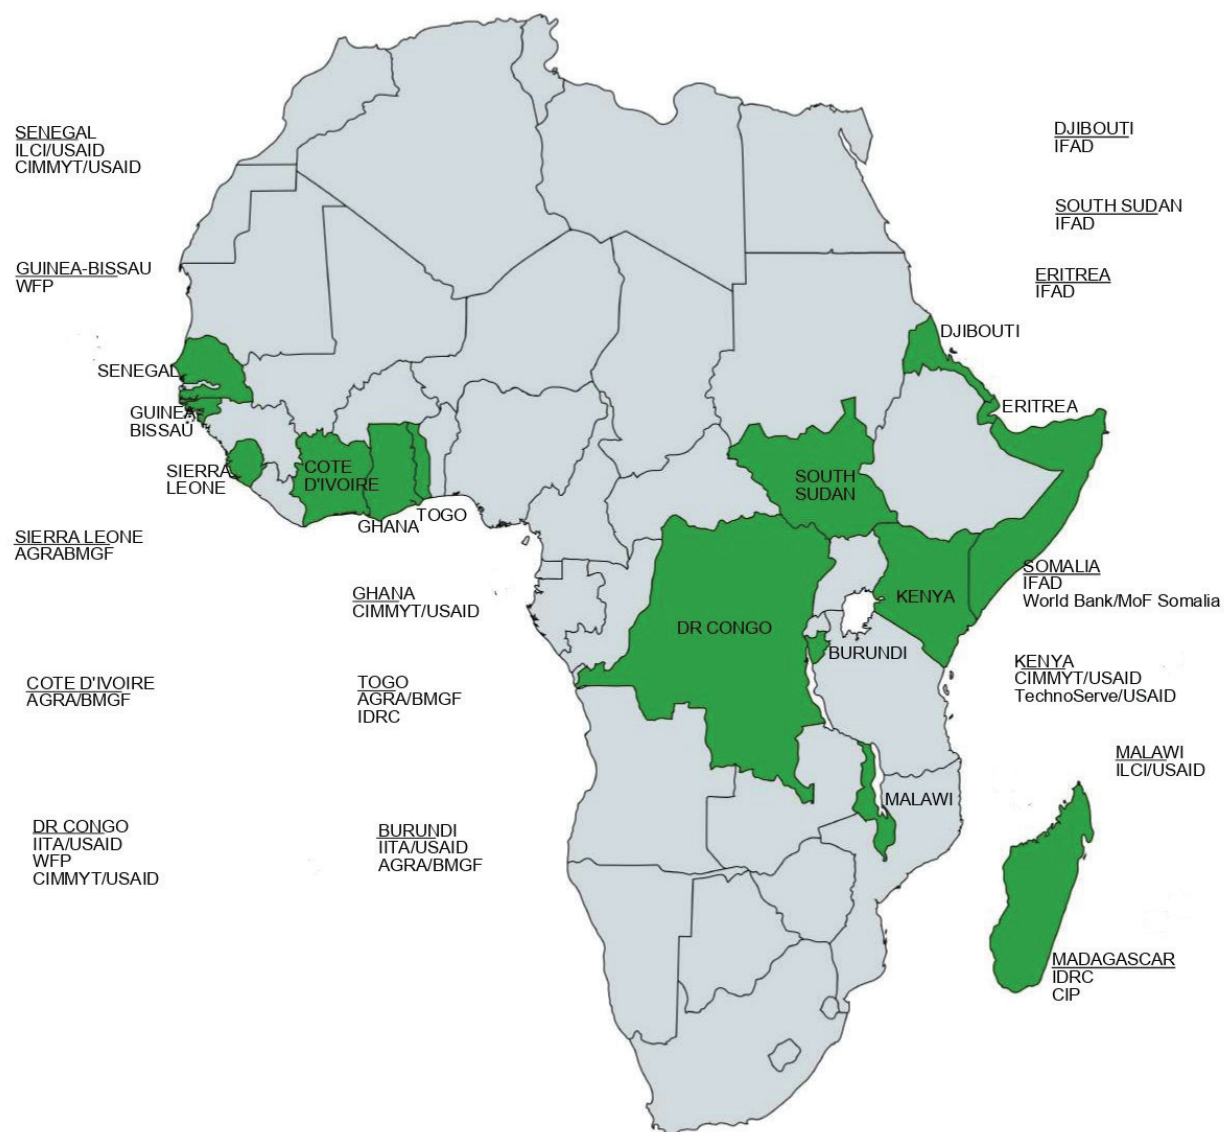 SENEGAL
ILCI/USAID
CIMMYT/USAID
DJIBOUTI
IFAD
SOUTH SUDAN
IFAD
GUINEA-BISSAU
WFP
ERITREA
IFAD
DJIBOUTI
SENEGAL
ERITREA
GUINEA
BISSAU
SIERRA
LEONE
COTE
D'IVOIRE
GHANA
TOGO
SOUTH
SUDAN
SIERRA LEONE
AGRABMGF
GHANA
CIMMYT/USAID
DR CONGO
KENYA
BURUNDI
SOMALIA
IFAD
World Bank/MoF Somalia
KENYA
CIMMYT/USAID
TechnoServe/USAID
COTE D'IVOIRE
AGRA/BMGF
TOGO
AGRA/BMGF
IDRC
MALAWI
ILCI/USAID
MALAWI
DR CONGO
IITA/USAID
WFP
CIMMYT/USAID
BURUNDI
IITA/USAID
AGRA/BMGF
MADAGASCAR
IDRC
CIP